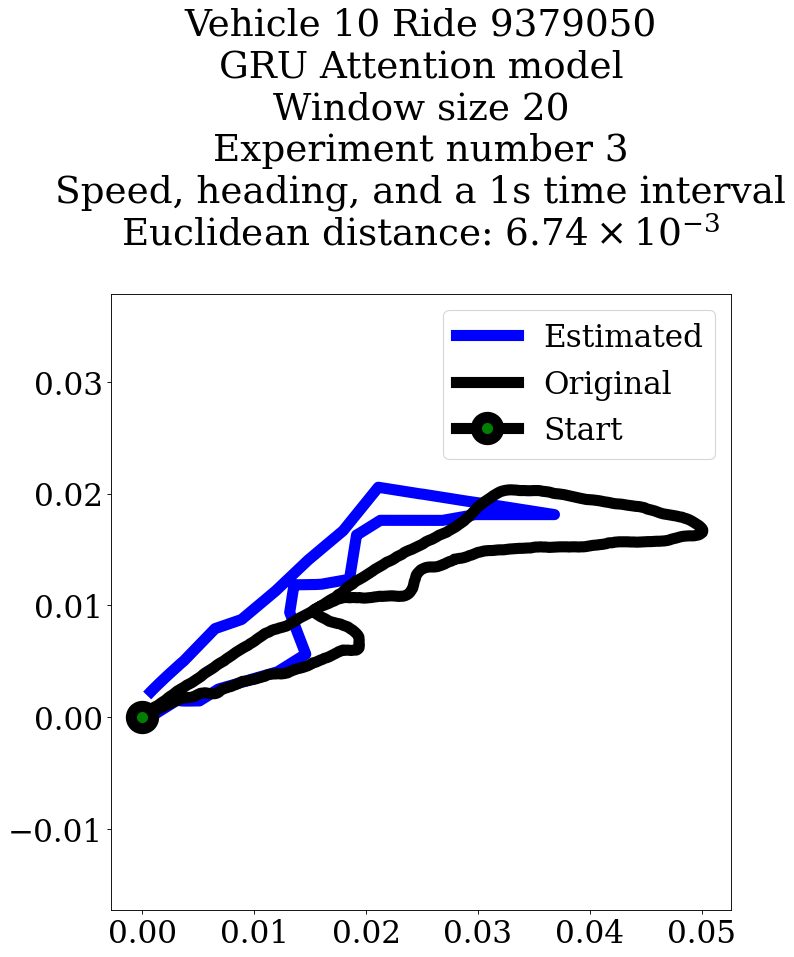 Vehicle 10 Ride 9379050
GRU Attention model
Window size 20
Experiment number 3
Speed, heading, and a 1s time interval
Euclidean distance: 6.74 × 10⁻³
Estimated
Original
Start
0.03
0.02
0.01
0.00
−0.01
0.00 0.01 0.02 0.03 0.04 0.05